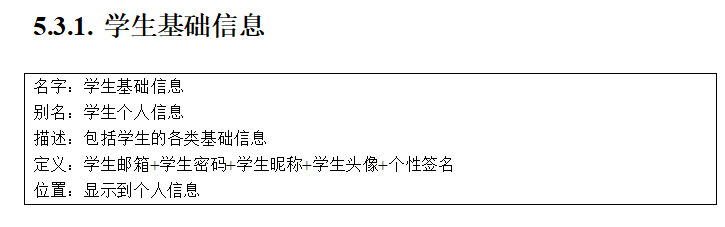 5.3.1. 学生基础信息
名字：学生基础信息
别名：学生个人信息
描述：包括学生的各类基础信息
定义：学生邮箱+学生密码+学生昵称+学生头像+个性签名
位置：显示到个人信息